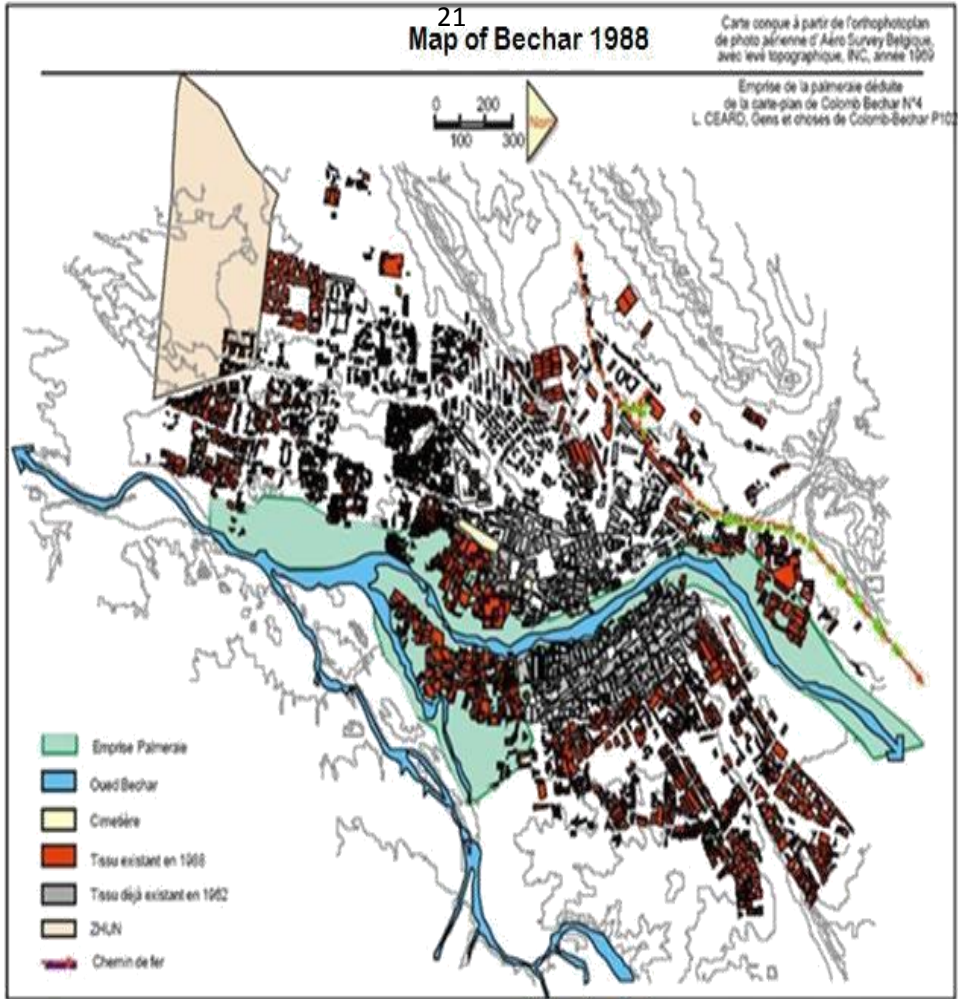 21
Map of Bechar 1988
Carte conçue à partir de l'orthophotoplan
de photo aérienne d'Aéro Survey Belgique,
avec levé topographique, INC, année 1969
Emprise de la palmeraie déduite
de la carte-plan de Colomb Bechar N°4
L. CEARD, Gens et choses de Colomb-Bechar P102
0 200
100 300
Nord
Emprise Palmeraie
Oued Bechar
Cimetière
Tissu existant en 1988
Tissu déjà existant en 1962
ZHUN
Chemin de fer